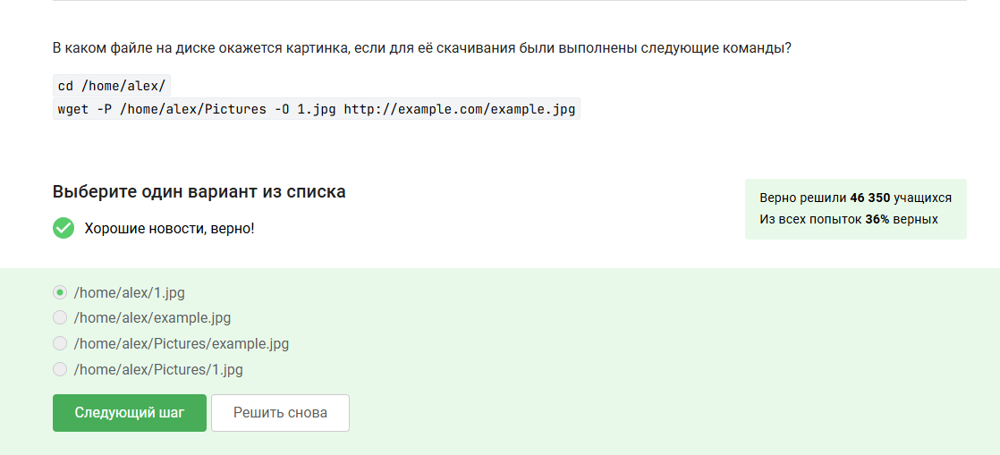 В каком файле на диске окажется картинка, если для её скачивания были выполнены следующие команды?
cd /home/alex/
wget -P /home/alex/Pictures -O 1.jpg http://example.com/example.jpg
Выберите один вариант из списка
Хорошие новости, верно!
Верно решили 46 350 учащихся
Из всех попыток 36% верных
/home/alex/1.jpg
/home/alex/example.jpg
/home/alex/Pictures/example.jpg
/home/alex/Pictures/1.jpg
Следующий шаг
Решить снова